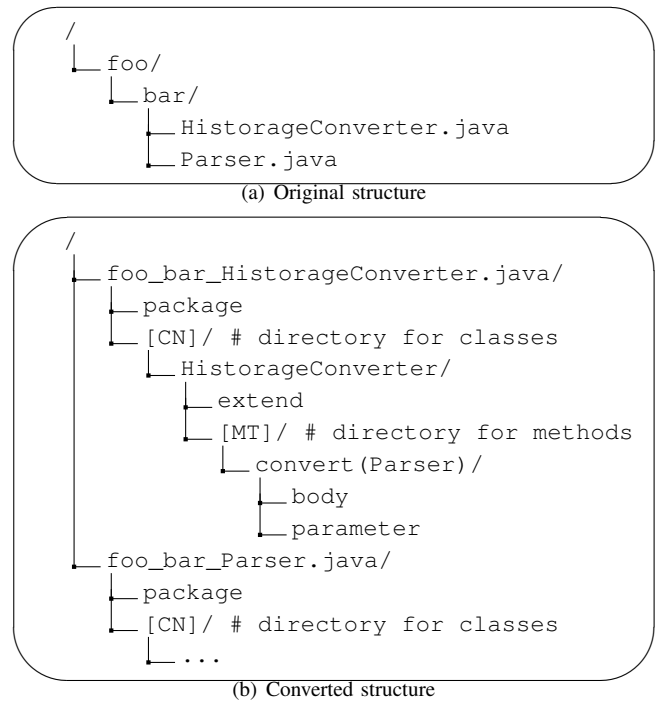 /
foo/
bar/
HistorageConverter.java
Parser.java
(a) Original structure
/
foo_bar_HistorageConverter.java/
package
[CN]/ # directory for classes
HistorageConverter/
extend
[MT]/ # directory for methods
convert(Parser)/
body
parameter
foo_bar_Parser.java/
package
[CN]/ # directory for classes
...
(b) Converted structure